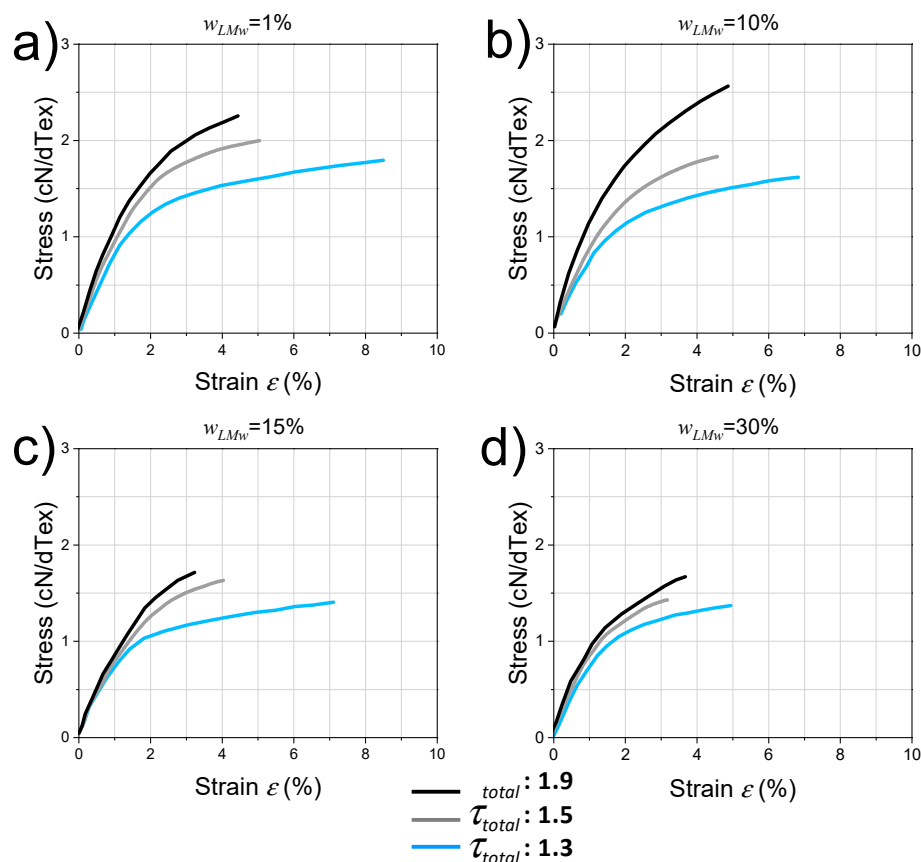 a)
w_LMw=1%
Stress (cN/dTex)
3
2
1
0
0 2 4 6 8 10
Strain ε (%)
b)
w_LMw=10%
Stress (cN/dTex)
3
2
1
0
0 2 4 6 8 10
Strain ε (%)
c)
w_LMw=15%
Stress (cN/dTex)
3
2
1
0
0 2 4 6 8 10
Strain ε (%)
d)
w_LMw=30%
Stress (cN/dTex)
3
2
1
0
0 2 4 6 8 10
Strain ε (%)
total : 1.9
τ_total : 1.5
τ_total : 1.3